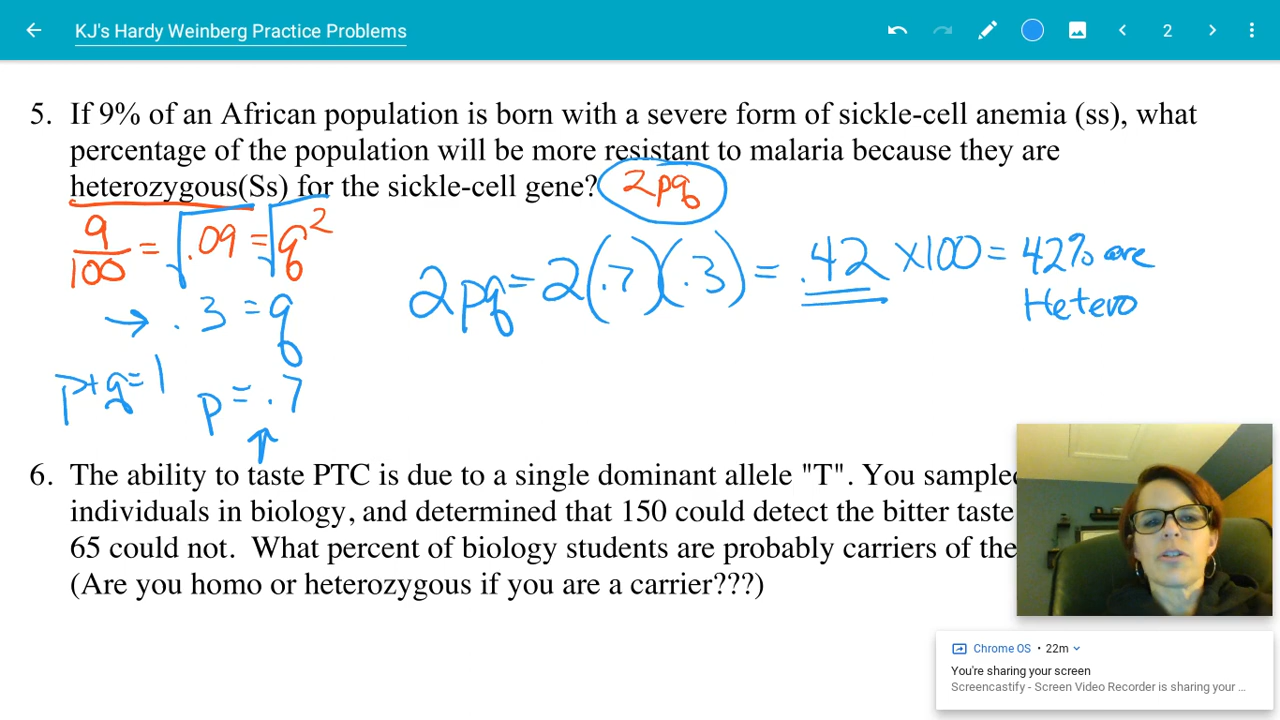 KJ's Hardy Weinberg Practice Problems
2
5. If 9% of an African population is born with a severe form of sickle-cell anemia (ss), what
percentage of the population will be more resistant to malaria because they are
heterozygous(Ss) for the sickle-cell gene? 2pq
9/100 = √.09 = √q²
→ .3 = q
2pq = 2(.7)(.3) = .42 x100 = 42% are
Hetero
p+q=1
p = .7
↑
6. The ability to taste PTC is due to a single dominant allele "T". You sampled
individuals in biology, and determined that 150 could detect the bitter taste
65 could not. What percent of biology students are probably carriers of the
(Are you homo or heterozygous if you are a carrier???)
Chrome OS • 22m
You're sharing your screen
Screencastify - Screen Video Recorder is sharing your ...